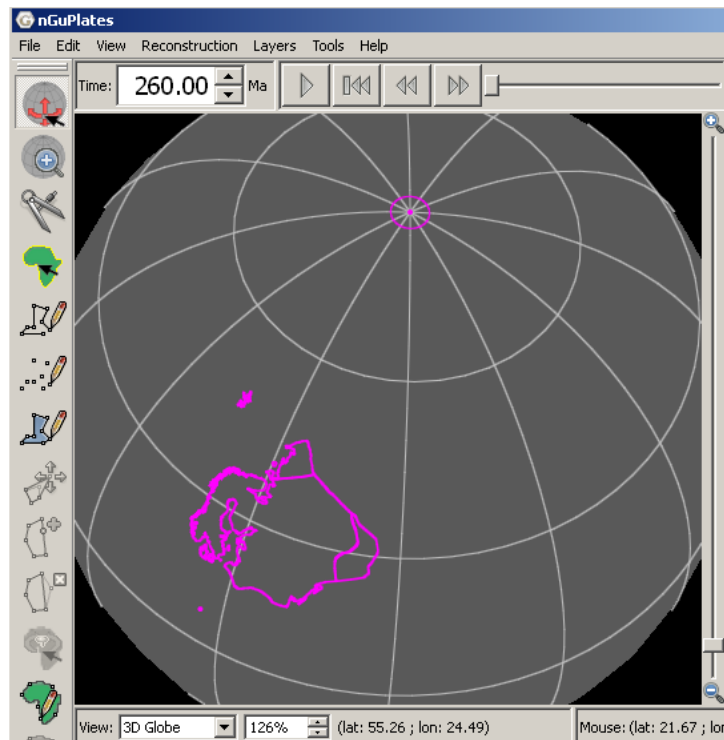 nGuPlates
File Edit View Reconstruction Layers Tools Help
Time: 260.00 Ma
View: 3D Globe 126% (lat: 55.26 ; lon: 24.49) Mouse: (lat: 21.67 ; lon